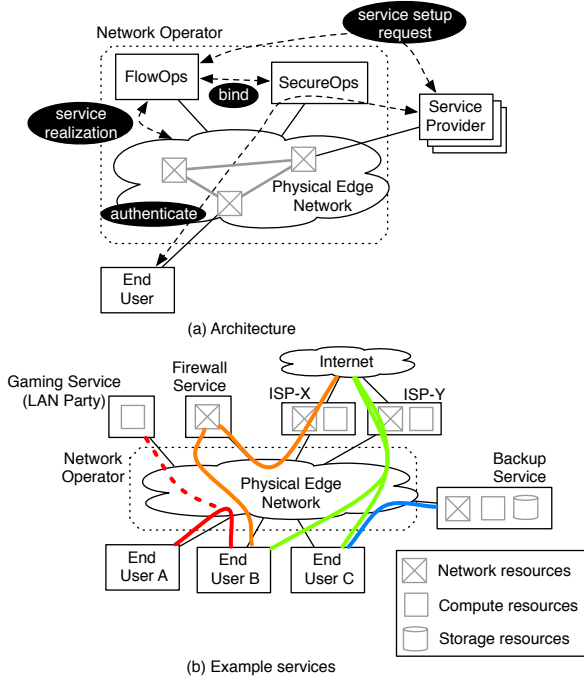 service setup
request
Network Operator
FlowOps
SecureOps
bind
service
realization
Service
Provider
Physical Edge
Network
authenticate
End
User
(a) Architecture
Internet
Firewall
Service
Gaming Service
(LAN Party)
ISP-X
ISP-Y
Network
Operator
Physical Edge
Network
Backup
Service
End
User A
End
User B
End
User C
Network resources
Compute resources
Storage resources
(b) Example services